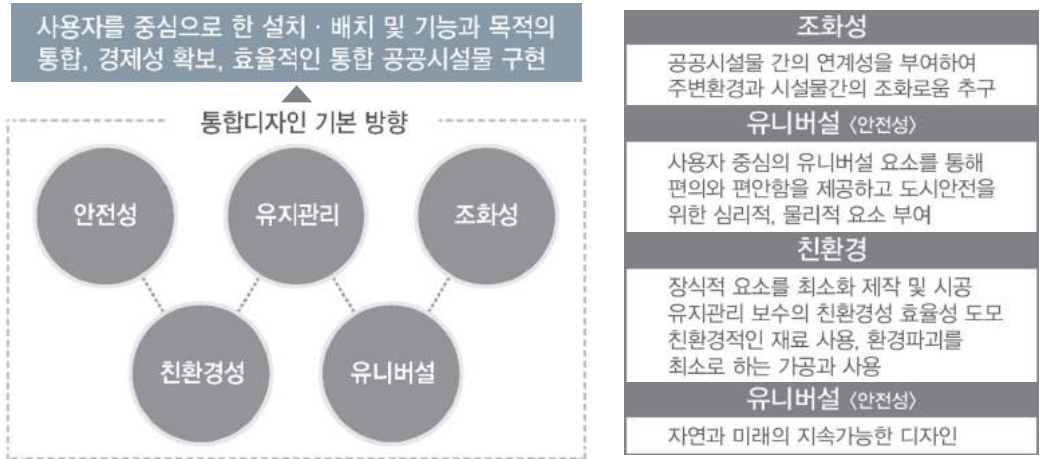 사용자를 중심으로 한 설치 · 배치 및 기능과 목적의
통합, 경제성 확보, 효율적인 통합 공공시설물 구현
통합디자인 기본 방향
안전성
유지관리
조화성
친환경성
유니버설
조화성
공공시설물 간의 연계성을 부여하여
주변환경과 시설물간의 조화로움 추구
유니버설 〈안전성〉
사용자 중심의 유니버설 요소를 통해
편의와 편안함을 제공하고 도시안전을
위한 심리적, 물리적 요소 부여
친환경
장식적 요소를 최소화 제작 및 시공
유지관리 보수의 친환경성 효율성 도모
친환경적인 재료 사용, 환경파괴를
최소로 하는 가공과 사용
유니버설 〈안전성〉
자연과 미래의 지속가능한 디자인